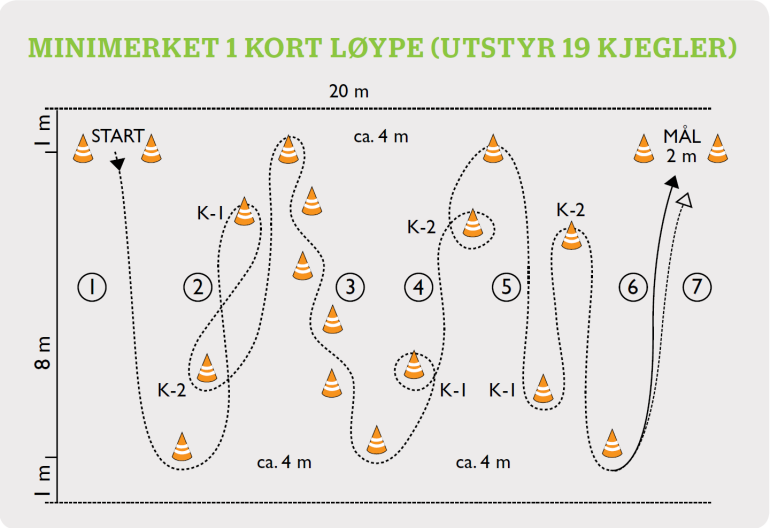 MINIMERKET 1 KORT LØYPE (UTSTYR 19 KJEGLER)
20 m
1 m
START
ca. 4 m
MÅL
2 m
K-1
K-2
K-2
1
2
3
4
5
6
7
8 m
K-2
K-1
K-1
ca. 4 m
ca. 4 m
1 m